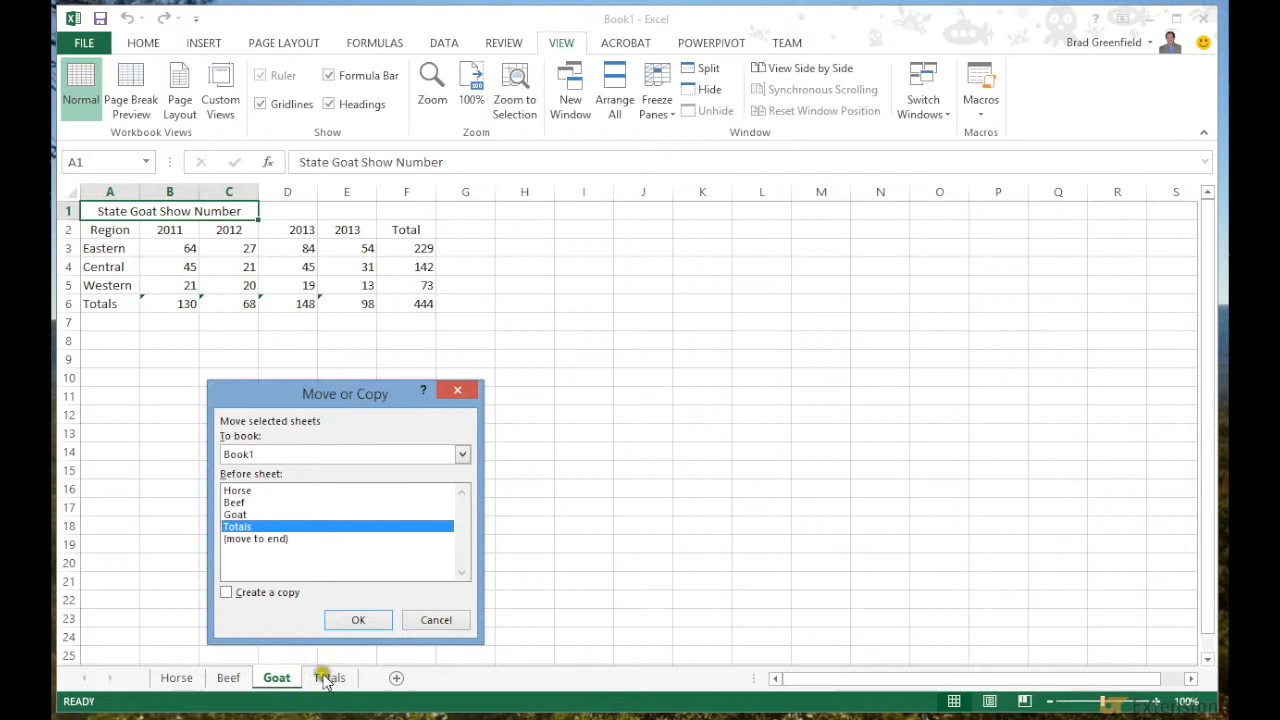 Book1 - Excel
Brad Greenfield
FILE HOME INSERT PAGE LAYOUT FORMULAS DATA REVIEW VIEW ACROBAT POWERPIVOT TEAM
Normal
Page Break Preview
Page Layout
Custom Views
Workbook Views
Ruler
Formula Bar
Gridlines
Headings
Show
Zoom
100%
Zoom to Selection
Zoom
New Window
Arrange All
Freeze Panes
Split
Hide
Unhide
View Side by Side
Synchronous Scrolling
Reset Window Position
Window
Switch Windows
Macros
Macros
A1 fx State Goat Show Number
A B C D E F G H I J K L M N O P Q R S
1 State Goat Show Number
2 Region 2011 2012 2013 2013 Total
3 Eastern 64 27 84 54 229
4 Central 45 21 45 31 142
5 Western 21 20 19 13 73
6 Totals 130 68 148 98 444
7
8
9
10
11
12
13
14
15
16
17
18
19
20
21
22
23
24
25
Move or Copy ?
Move selected sheets
To book:
Book1
Before sheet:
Horse
Beef
Goat
Totals
(move to end)
Create a copy
OK Cancel
Horse Beef Goat Totals
READY 100%
Extension